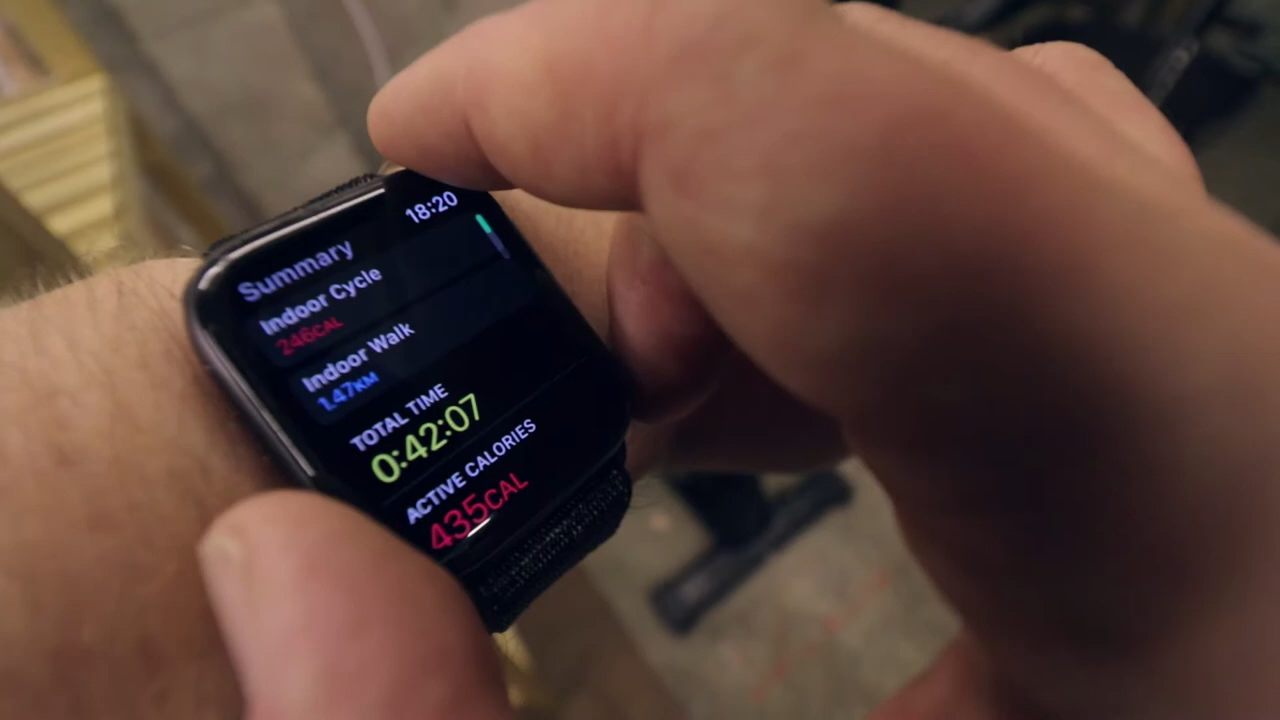 18:20
Summary
Indoor Cycle
246CAL
Indoor Walk
1.47KM
TOTAL TIME
0:42:07
ACTIVE CALORIES
435CAL